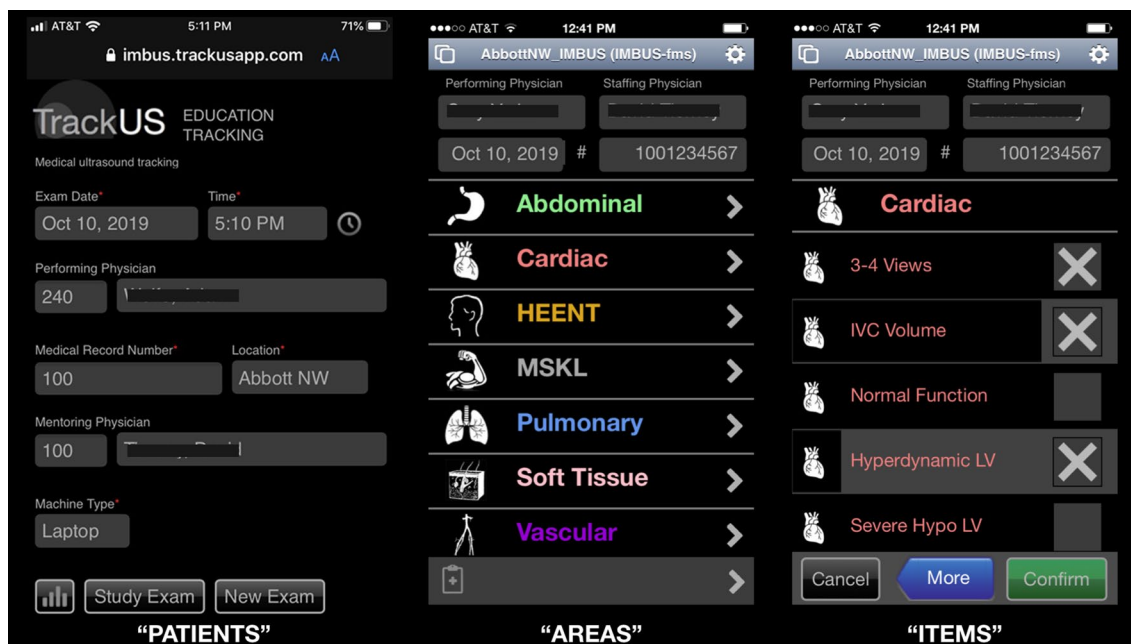 AT&T 5:11 PM 71%
imbus.trackusapp.com AA
TrackUS EDUCATION
TRACKING
Medical ultrasound tracking
Exam Date* Time*
Oct 10, 2019 5:10 PM
Performing Physician
240
Medical Record Number* Location*
100 Abbott NW
Mentoring Physician
100
Machine Type*
Laptop
Study Exam New Exam
"PATIENTS"
AT&T 12:41 PM
AbbottNW_IMBUS (IMBUS-fms)
Performing Physician Staffing Physician
Oct 10, 2019 # 1001234567
Abdominal
Cardiac
HEENT
MSKL
Pulmonary
Soft Tissue
Vascular
"AREAS"
AT&T 12:41 PM
AbbottNW_IMBUS (IMBUS-fms)
Performing Physician Staffing Physician
Oct 10, 2019 # 1001234567
Cardiac
3-4 Views
IVC Volume
Normal Function
Hyperdynamic LV
Severe Hypo LV
Cancel More Confirm
"ITEMS"